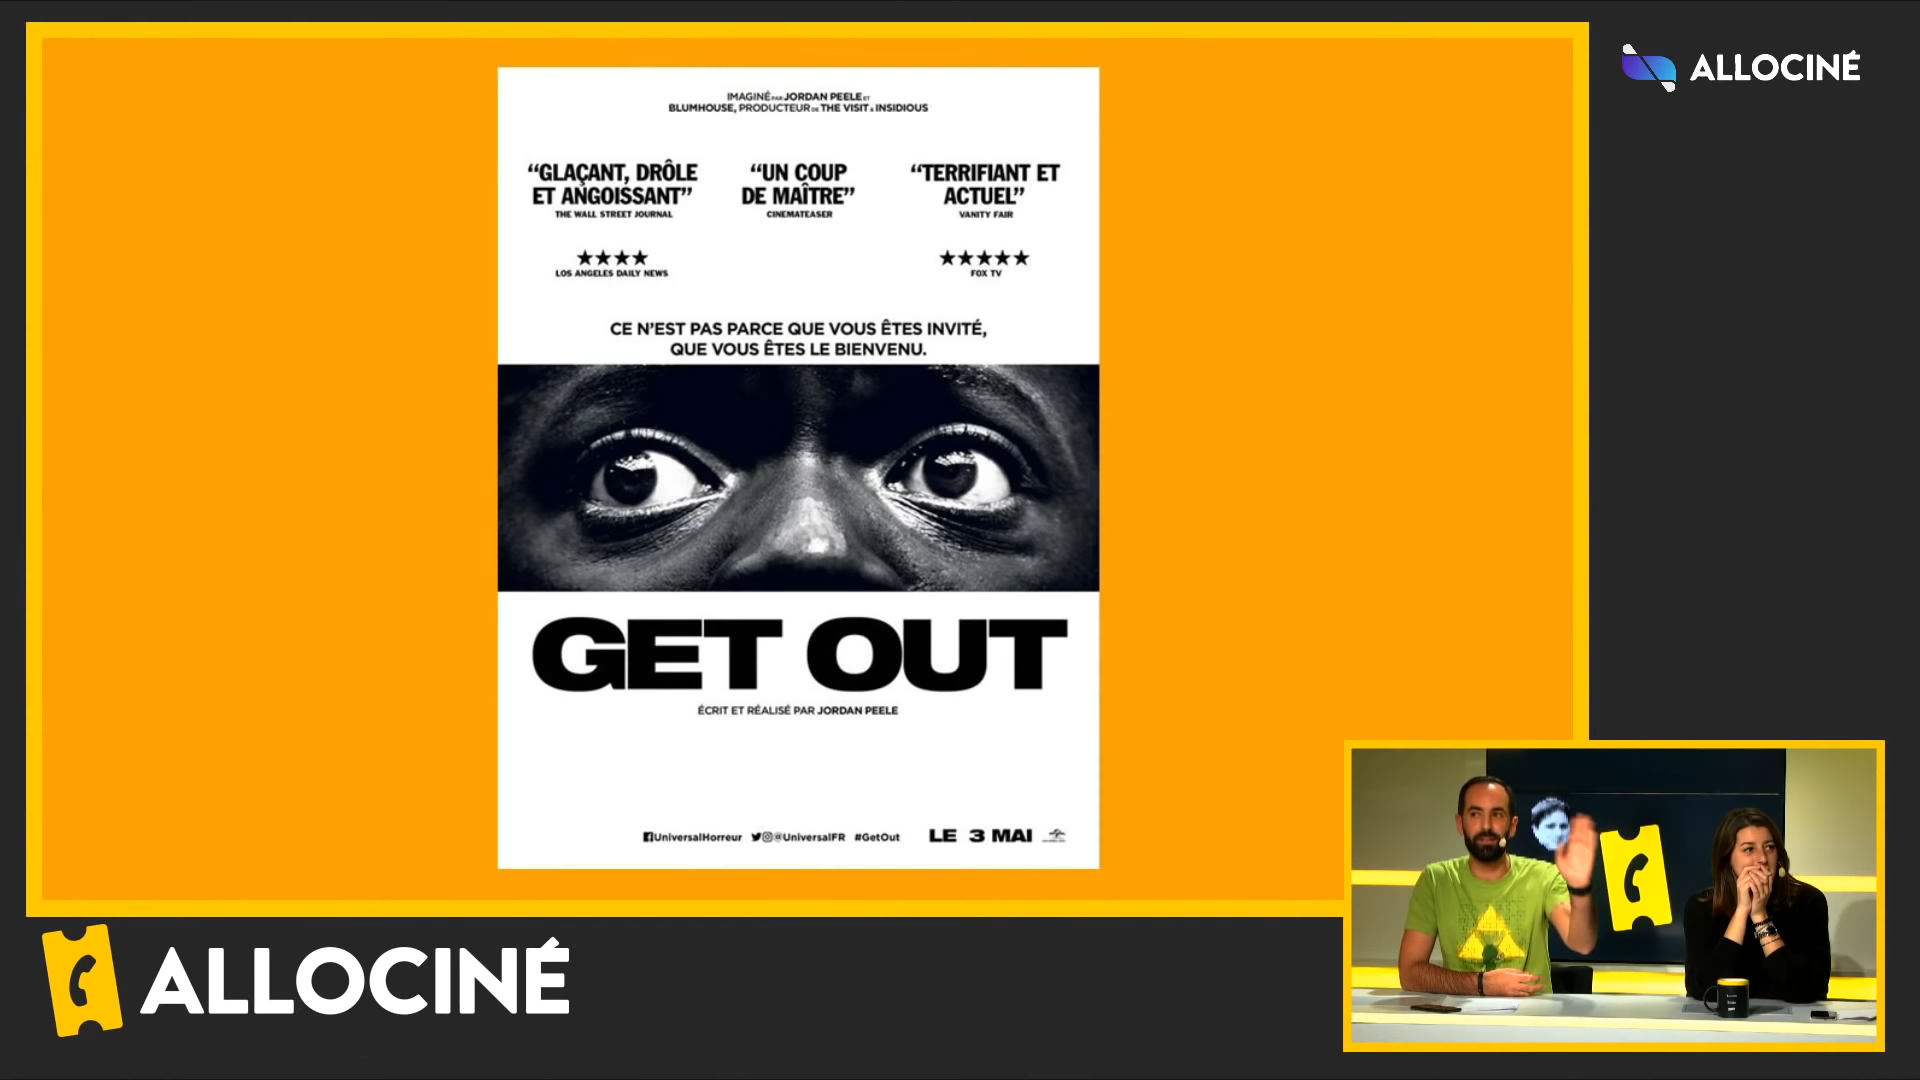 ALLOCINÉ
IMAGINÉ PAR JORDAN PEELE ET
BLUMHOUSE, PRODUCTEUR DE THE VISIT & INSIDIOUS
“GLAÇANT, DRÔLE
ET ANGOISSANT”
THE WALL STREET JOURNAL
“UN COUP
DE MAÎTRE”
CINEMATEASER
“TERRIFIANT ET
ACTUEL”
VANITY FAIR
★★★★
LOS ANGELES DAILY NEWS
★★★★★
FOX TV
CE N’EST PAS PARCE QUE VOUS ÊTES INVITÉ,
QUE VOUS ÊTES LE BIENVENU.
GET OUT
ÉCRIT ET RÉALISÉ PAR JORDAN PEELE
UniversalHorreur @UniversalFR #GetOut LE 3 MAI
ALLOCINÉ